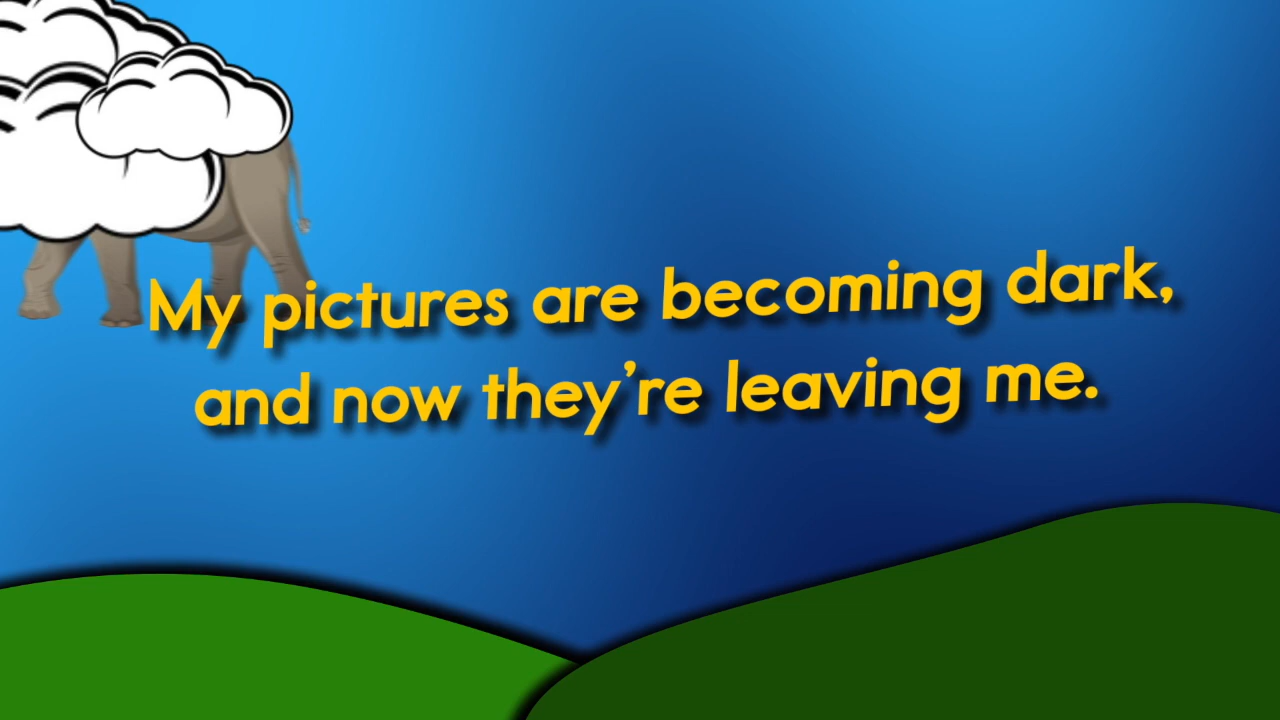 My pictures are becoming dark,
and now they’re leaving me.